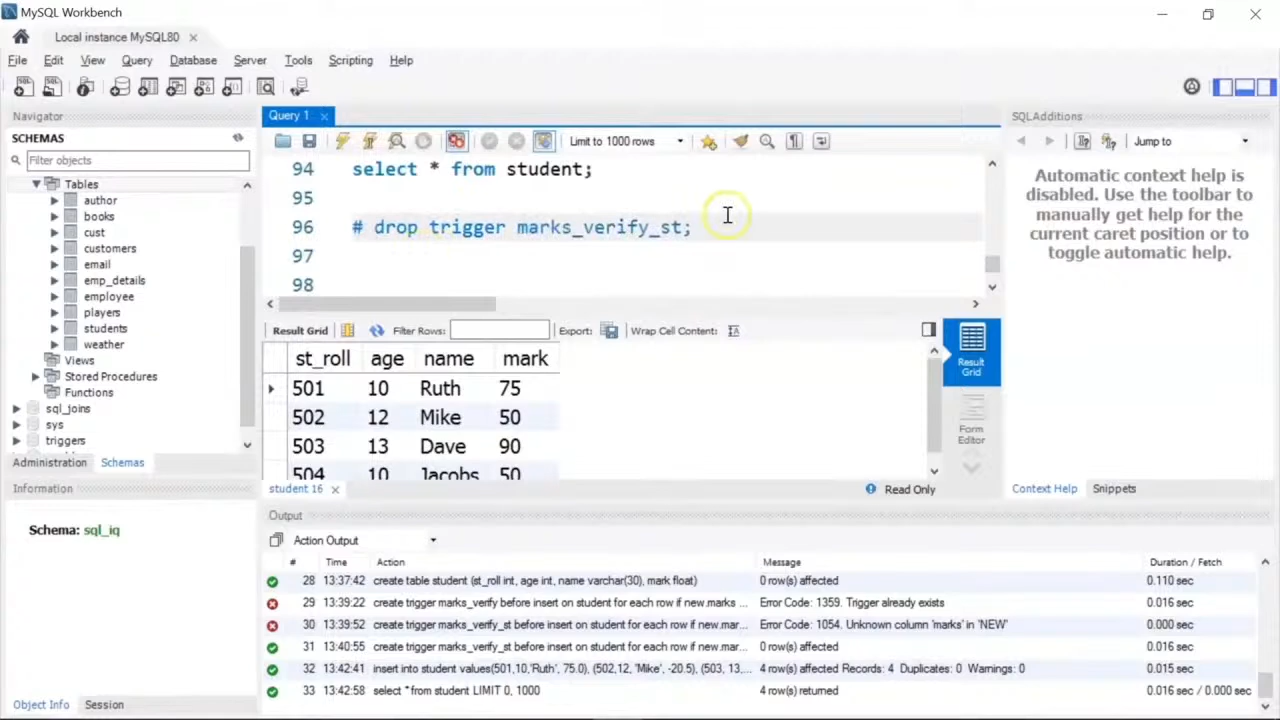 MySQL Workbench
Local instance MySQL80
File Edit View Query Database Server Tools Scripting Help
Navigator
SCHEMAS
Filter objects
Tables
author
books
cust
customers
email
emp_details
employee
players
students
weather
Views
Stored Procedures
Functions
sql_joins
sys
triggers
Administration Schemas
Information
Schema: sql_iq
Object Info Session
Query 1
Limit to 1000 rows
94 select * from student;
95
96 # drop trigger marks_verify_st;
97
98
Result Grid Filter Rows: Export: Wrap Cell Content:
st_roll age name mark
501 10 Ruth 75
502 12 Mike 50
503 13 Dave 90
504 10 Jacobs 50
Result Grid
Form Editor
student 16 Read Only
SQLAdditions
Jump to
Automatic context help is
disabled. Use the toolbar to
manually get help for the
current caret position or to
toggle automatic help.
Context Help Snippets
Output
Action Output
# Time Action Message Duration / Fetch
28 13:37:42 create table student (st_roll int, age int, name varchar(30), mark float) 0 row(s) affected 0.110 sec
29 13:39:22 create trigger marks_verify before insert on student for each row if new.marks ... Error Code: 1359. Trigger already exists 0.016 sec
30 13:39:52 create trigger marks_verify_st before insert on student for each row if new.mar... Error Code: 1054. Unknown column 'marks' in 'NEW' 0.000 sec
31 13:40:55 create trigger marks_verify_st before insert on student for each row if new.mar... 0 row(s) affected 0.016 sec
32 13:42:41 insert into student values(501,10,'Ruth', 75.0), (502,12, 'Mike', -20.5), (503, 13,... 4 row(s) affected Records: 4 Duplicates: 0 Warnings: 0 0.015 sec
33 13:42:58 select * from student LIMIT 0, 1000 4 row(s) returned 0.016 sec / 0.000 sec